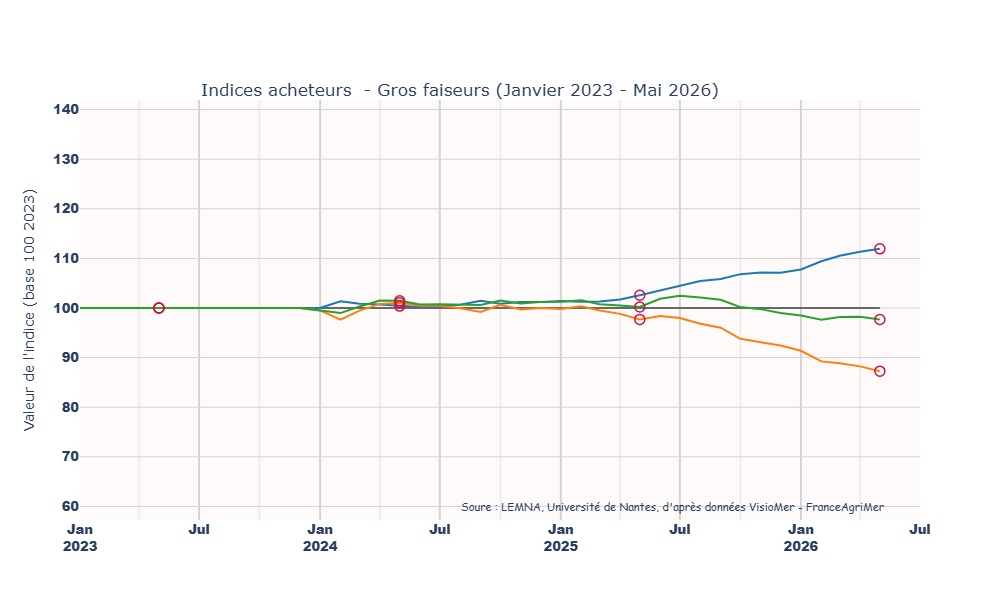 Indices acheteurs  - Gros faiseurs (Janvier 2023 - Mai 2026)
Valeur de l'Indice (base 100 2023)
140
130
120
110
100
90
80
70
60
Soure : LEMNA, Université de Nantes, d'après données VisioMer - FranceAgriMer
Jan Jul Jan Jul Jan Jul Jan Jul
2023 2024 2025 2026